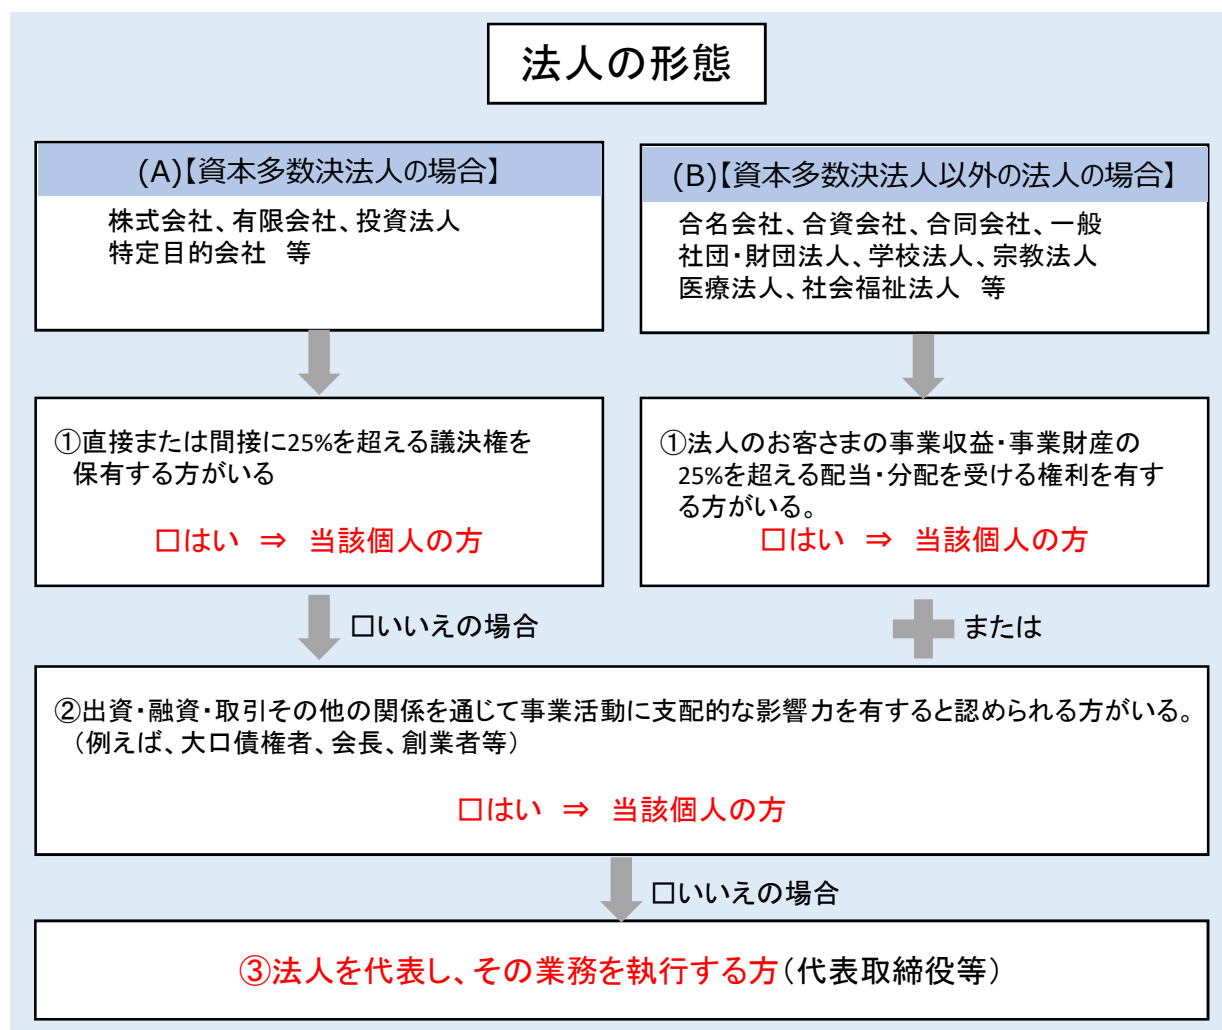 法人の形態
(A)【資本多数決法人の場合】
株式会社、有限会社、投資法人
特定目的会社　等
(B)【資本多数決法人以外の法人の場合】
合名会社、合資会社、合同会社、一般
社団・財団法人、学校法人、宗教法人
医療法人、社会福祉法人　等
①直接または間接に25%を超える議決権を
保有する方がいる
□はい　⇒　当該個人の方
①法人のお客さまの事業収益・事業財産の
25%を超える配当・分配を受ける権利を有す
る方がいる。
□はい　⇒　当該個人の方
□いいえの場合
または
②出資・融資・取引その他の関係を通じて事業活動に支配的な影響力を有すると認められる方がいる。
（例えば、大口債権者、会長、創業者等）
□はい　⇒　当該個人の方
□いいえの場合
③法人を代表し、その業務を執行する方（代表取締役等）